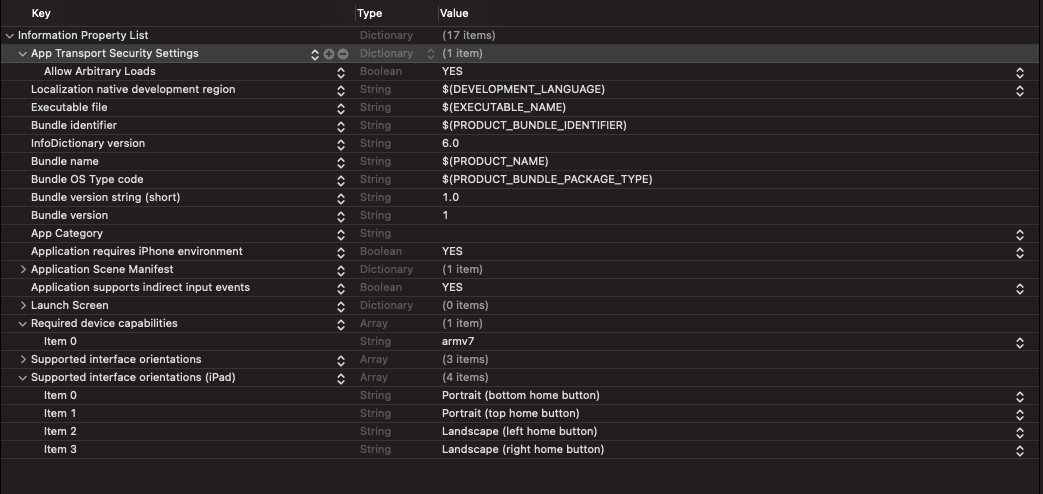 Key Type Value
Information Property List Dictionary (17 items)
App Transport Security Settings Dictionary (1 item)
Allow Arbitrary Loads Boolean YES
Localization native development region String $(DEVELOPMENT_LANGUAGE)
Executable file String $(EXECUTABLE_NAME)
Bundle identifier String $(PRODUCT_BUNDLE_IDENTIFIER)
InfoDictionary version String 6.0
Bundle name String $(PRODUCT_NAME)
Bundle OS Type code String $(PRODUCT_BUNDLE_PACKAGE_TYPE)
Bundle version string (short) String 1.0
Bundle version String 1
App Category String
Application requires iPhone environment Boolean YES
Application Scene Manifest Dictionary (1 item)
Application supports indirect input events Boolean YES
Launch Screen Dictionary (0 items)
Required device capabilities Array (1 item)
Item 0 String armv7
Supported interface orientations Array (3 items)
Supported interface orientations (iPad) Array (4 items)
Item 0 String Portrait (bottom home button)
Item 1 String Portrait (top home button)
Item 2 String Landscape (left home button)
Item 3 String Landscape (right home button)